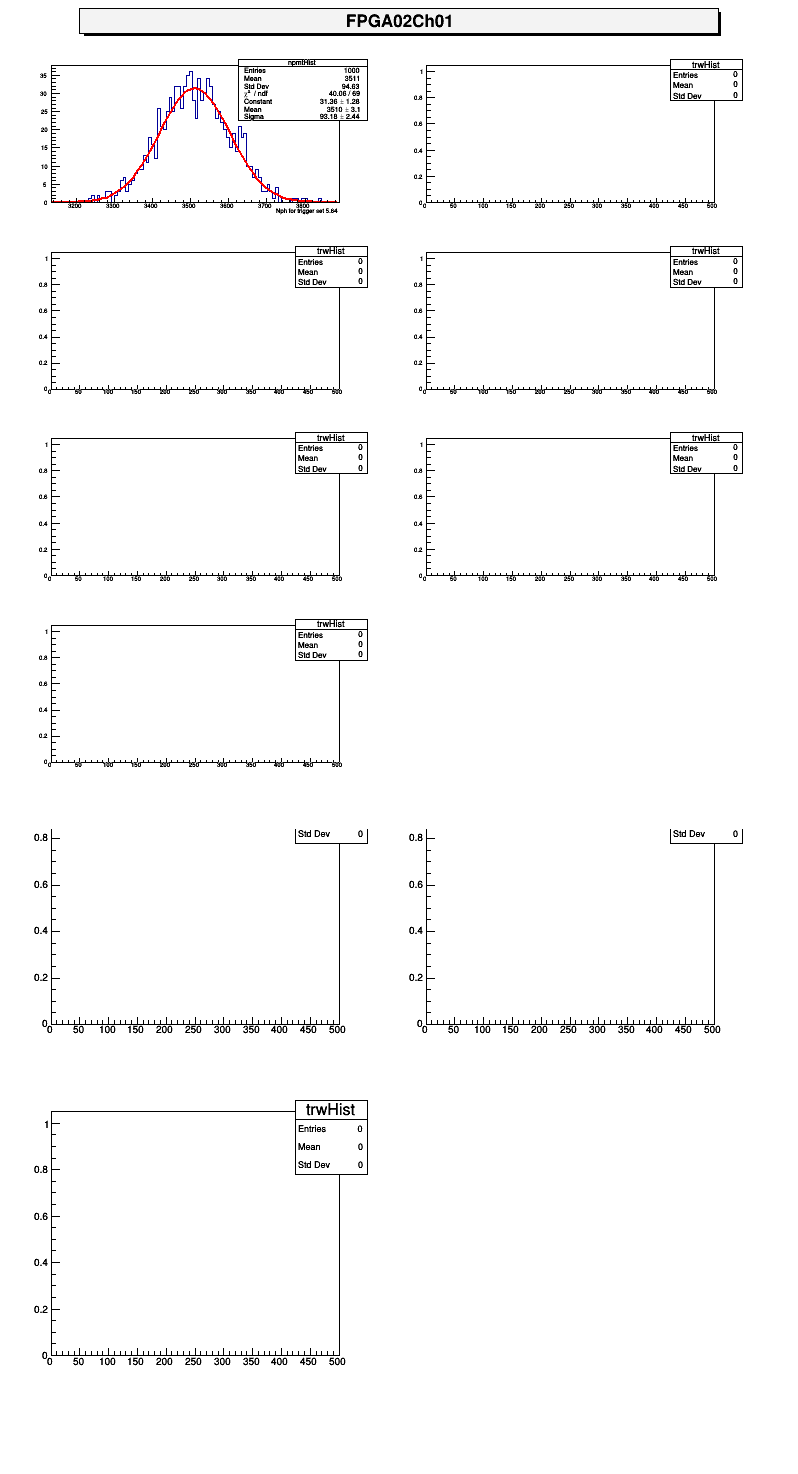 FPGA02Ch01
npmtHist
Entries 1000
Mean 3511
Std Dev 94.63
χ² / ndf 40.06 / 69
Constant 31.36 ± 1.28
Mean 3510 ± 3.1
Sigma 93.18 ± 2.44
35
30
25
20
15
10
5
0
3200 3300 3400 3500 3600 3700 3800
Nph for trigger set 5.64
trwHist
Entries 0
Mean 0
Std Dev 0
1
0.8
0.6
0.4
0.2
0
0 50 100 150 200 250 300 350 400 450 500
trwHist
Entries 0
Mean 0
Std Dev 0
1
0.8
0.6
0.4
0.2
0
0 50 100 150 200 250 300 350 400 450 500
trwHist
Entries 0
Mean 0
Std Dev 0
1
0.8
0.6
0.4
0.2
0
0 50 100 150 200 250 300 350 400 450 500
trwHist
Entries 0
Mean 0
Std Dev 0
1
0.8
0.6
0.4
0.2
0
0 50 100 150 200 250 300 350 400 450 500
trwHist
Entries 0
Mean 0
Std Dev 0
1
0.8
0.6
0.4
0.2
0
0 50 100 150 200 250 300 350 400 450 500
trwHist
Entries 0
Mean 0
Std Dev 0
1
0.8
0.6
0.4
0.2
0
0 50 100 150 200 250 300 350 400 450 500
Std Dev 0
0.8
0.6
0.4
0.2
0
0 50 100 150 200 250 300 350 400 450 500
Std Dev 0
0.8
0.6
0.4
0.2
0
0 50 100 150 200 250 300 350 400 450 500
trwHist
Entries 0
Mean 0
Std Dev 0
1
0.8
0.6
0.4
0.2
0
0 50 100 150 200 250 300 350 400 450 500